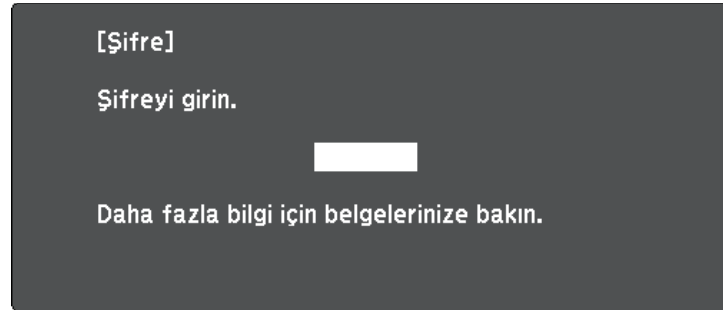 [Şifre]
Şifreyi girin.
Daha fazla bilgi için belgelerinize bakın.